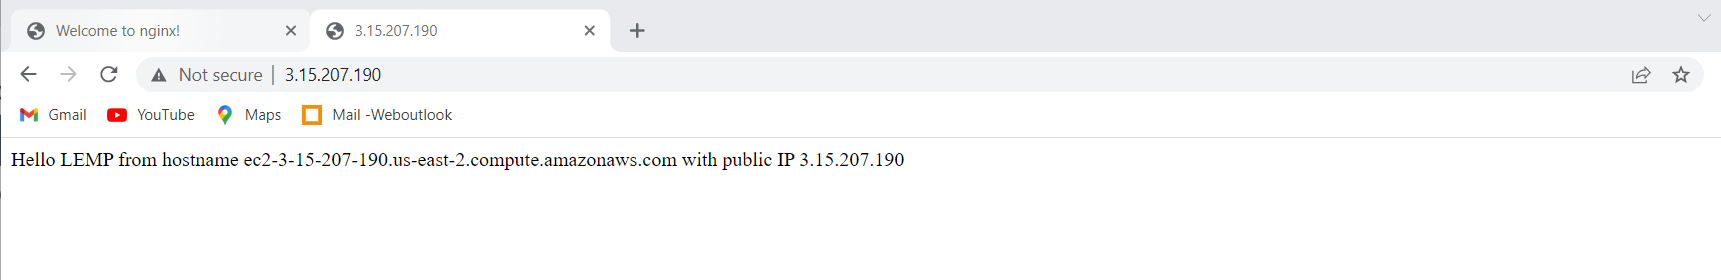 Welcome to nginx! 3.15.207.190
Not secure | 3.15.207.190
Gmail YouTube Maps Mail -Weboutlook
Hello LEMP from hostname ec2-3-15-207-190.us-east-2.compute.amazonaws.com with public IP 3.15.207.190